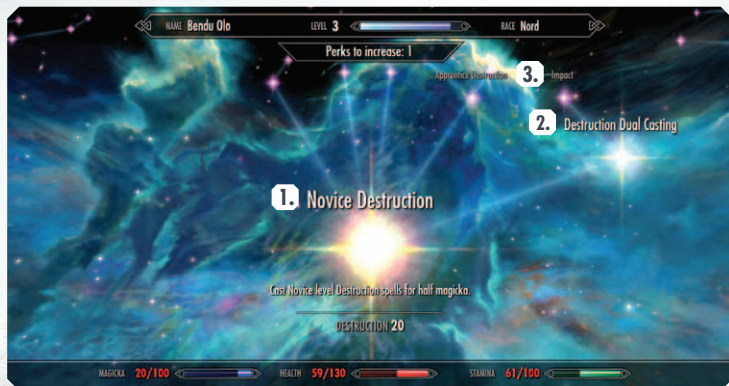 NAME Bendu Olo LEVEL 3 RACE Nord
Perks to increase: 1
Apprentice Destruction 3. Impact
2. Destruction Dual Casting
1. Novice Destruction
Cast Novice level Destruction spells for half magicka.
DESTRUCTION 20
MAGICKA 20/100 HEALTH 59/130 STAMINA 61/100